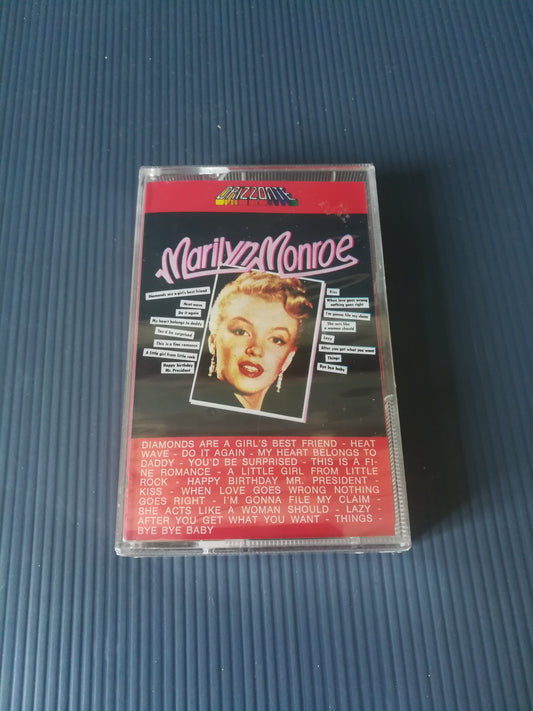 ORIZZONTE
Marilyn Monroe
Diamonds are a girl's best friend
Heat wave
Do it again
My heart belongs to daddy
You'd be surprised
This is a fine romance
A little girl from little rock
Happy birthday
Mr. President
Kiss
When love goes wrong
nothing goes right
I'm gonna file my claim
She acts like
a woman should
Lazy
After you get what you want
Things
Bye bye baby
DIAMONDS ARE A GIRL'S BEST FRIEND - HEAT
WAVE - DO IT AGAIN - MY HEART BELONGS TO
DADDY - YOU'D BE SURPRISED - THIS IS A FI-
NE ROMANCE - A LITTLE GIRL FROM LITTLE
ROCK - HAPPY BIRTHDAY MR. PRESIDENT -
KISS - WHEN LOVE GOES WRONG NOTHING
GOES RIGHT - I'M GONNA FILE MY CLAIM -
SHE ACTS LIKE A WOMAN SHOULD - LAZY -
AFTER YOU GET WHAT YOU WANT - THINGS -
BYE BYE BABY